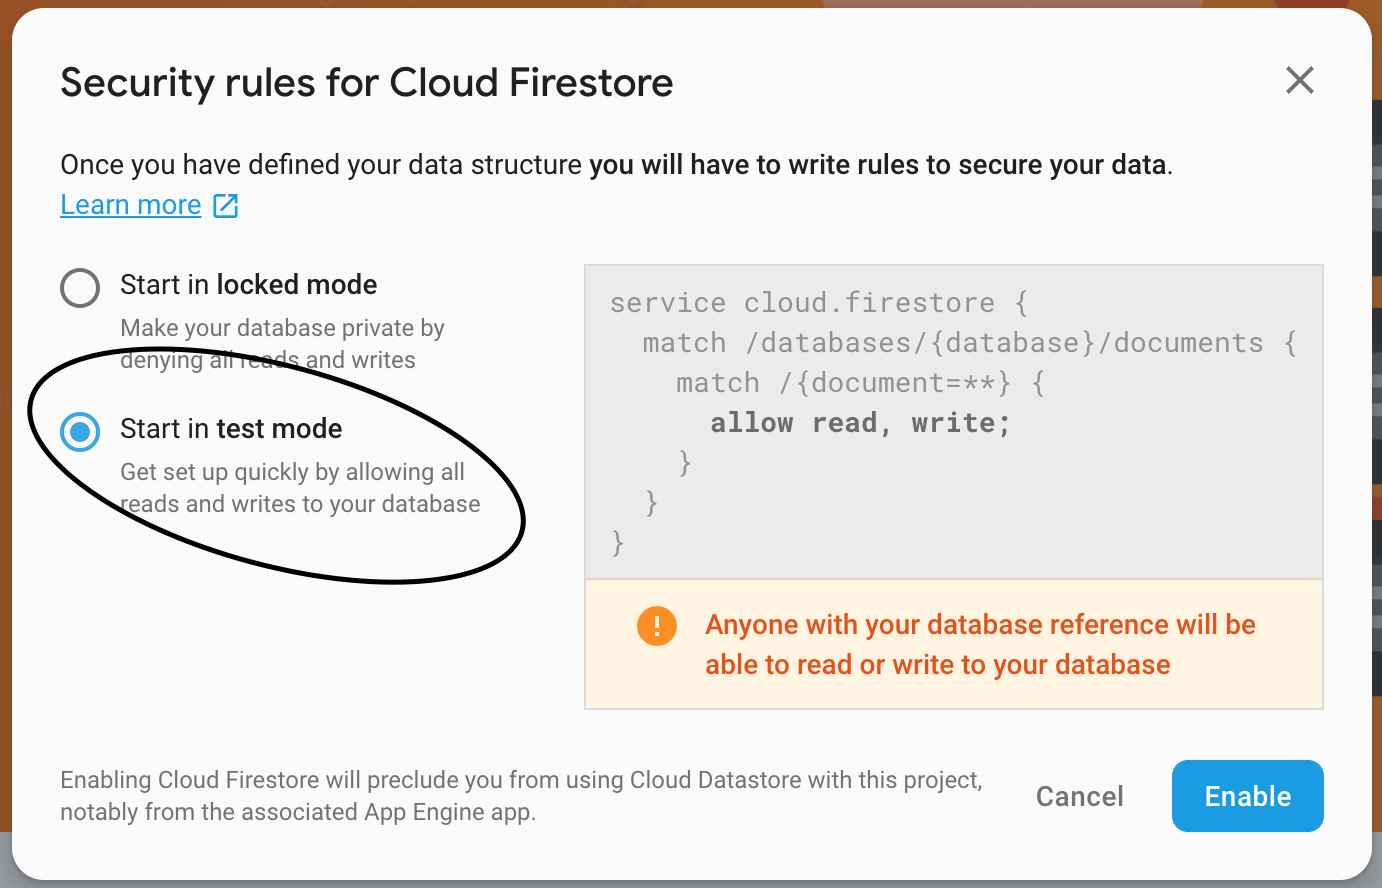 Security rules for Cloud Firestore
Once you have defined your data structure you will have to write rules to secure your data.
Learn more
Start in locked mode
Make your database private by
denying all reads and writes
Start in test mode
Get set up quickly by allowing all
reads and writes to your database
service cloud.firestore {
  match /databases/{database}/documents {
    match /{document=**} {
      allow read, write;
    }
  }
}
Anyone with your database reference will be
able to read or write to your database
Enabling Cloud Firestore will preclude you from using Cloud Datastore with this project,
notably from the associated App Engine app.
Cancel
Enable